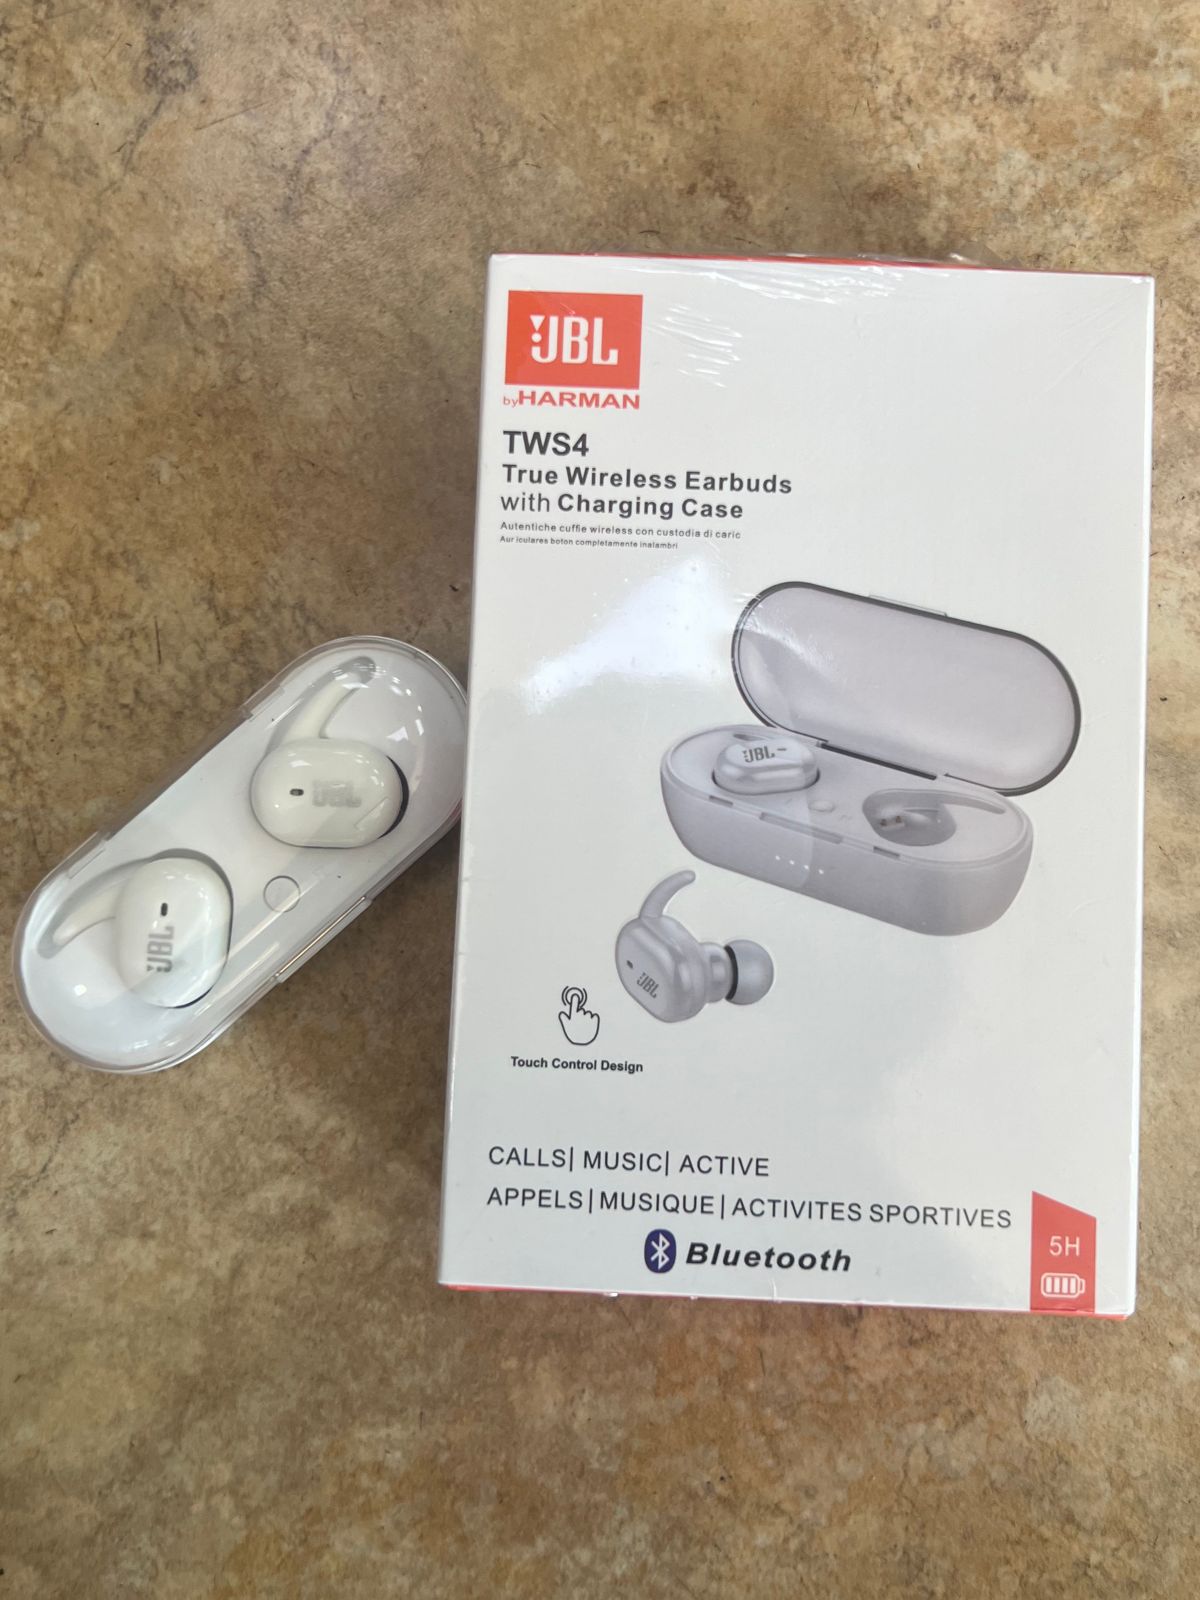 JBL
by HARMAN
TWS4
True Wireless Earbuds
with Charging Case
Autentiche cuffie wireless con custodia di caric
Aur iculares boton completamente inalambri
JBL
JBL
JBL
JBL
Touch Control Design
CALLS| MUSIC| ACTIVE
APPELS|MUSIQUE|ACTIVITES SPORTIVES
Bluetooth
5H